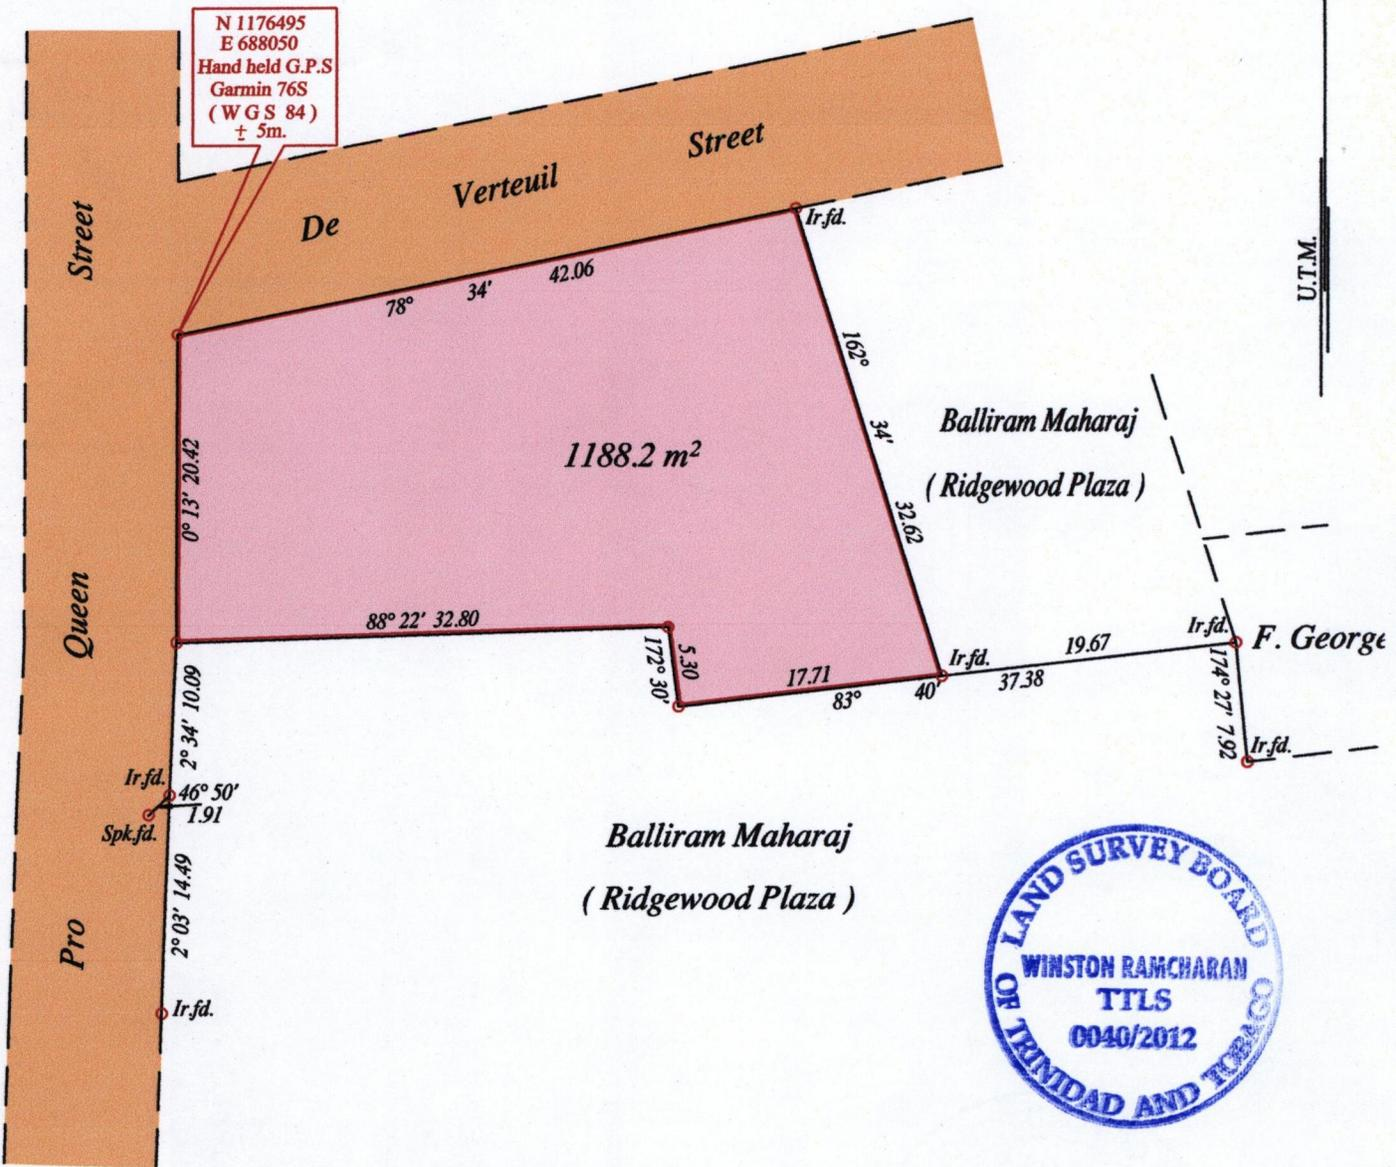 N 1176495
E 688050
Hand held G.P.S
Garmin 76S
( W G S 84 )
± 5m.
De Verteuil Street
Street
Queen
Pro
Ir.fd.
78° 34' 42.06
162° 34' 32.62
U.T.M.
1188.2 m²
0° 13' 20.42
Balliram Maharaj
( Ridgewood Plaza )
88° 22' 32.80
172° 30' 5.30
17.71
83° 40'
Ir.fd.
19.67
37.38
Ir.fd.
F. George
174° 27' 7.92
Ir.fd.
2° 34' 10.09
Ir.fd.
46° 50'
1.91
Spk.fd.
2° 03' 14.49
Ir.fd.
Balliram Maharaj
( Ridgewood Plaza )
LAND SURVEY BOARD
WINSTON RAMCHARAN
TTLS
0040/2012
OF TRINIDAD AND TOBAGO